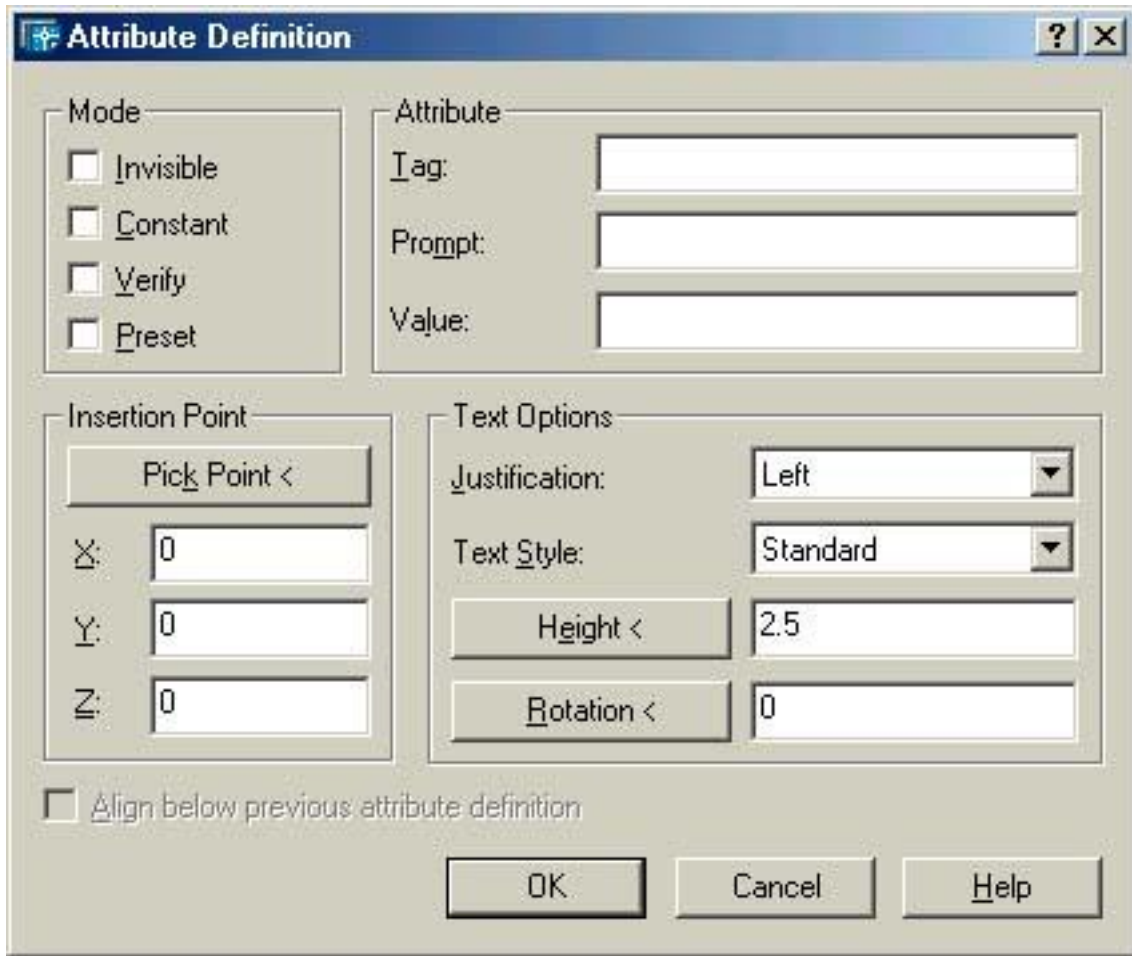 Attribute Definition
Mode
Invisible
Constant
Verify
Preset
Attribute
Tag:
Prompt:
Value:
Insertion Point
Pick Point <
X: 0
Y: 0
Z: 0
Text Options
Justification: Left
Text Style: Standard
Height < 2.5
Rotation < 0
Align below previous attribute definition
OK Cancel Help